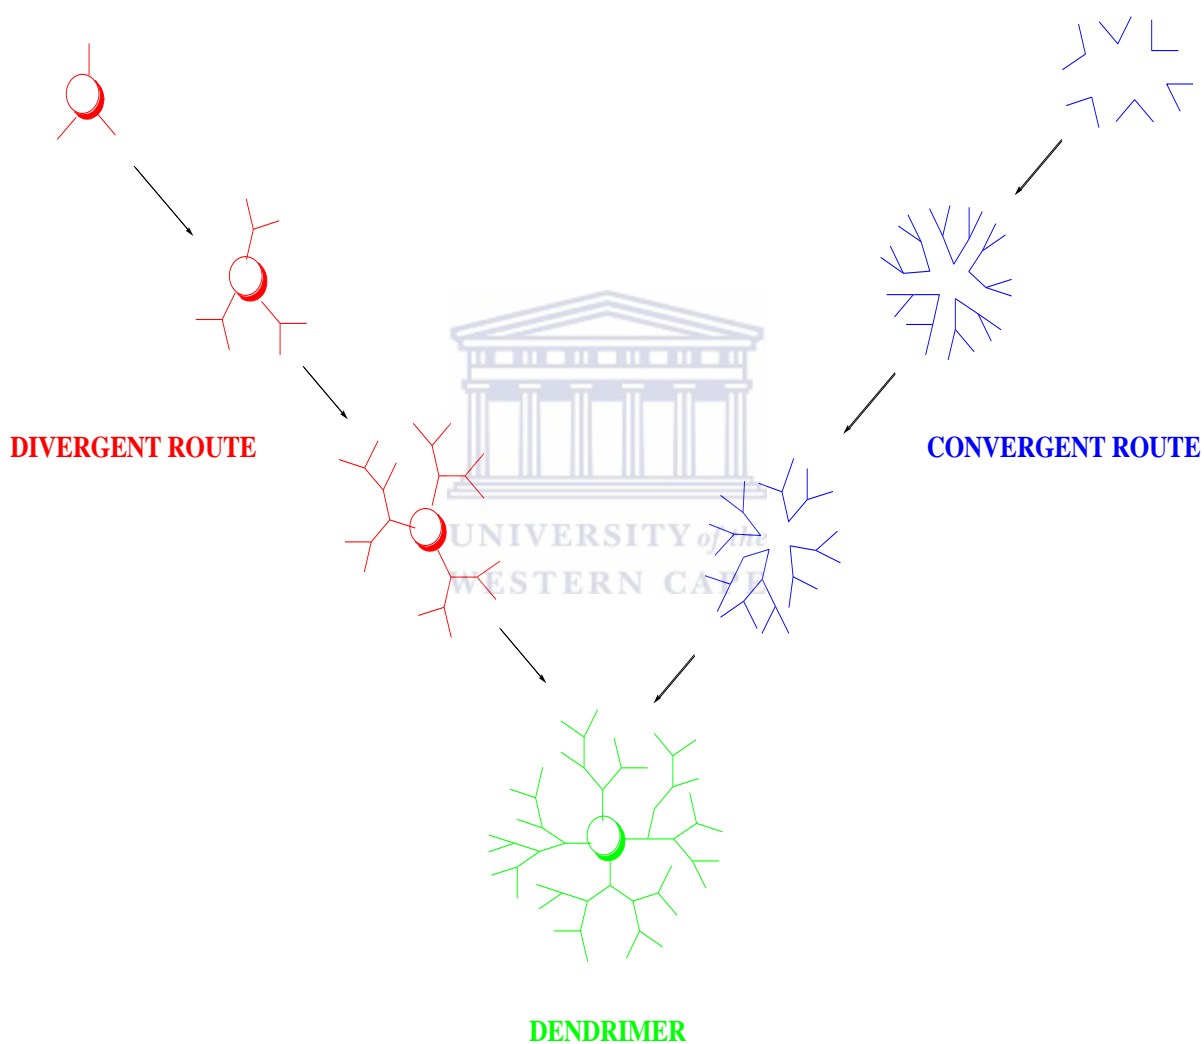 DIVERGENT ROUTE
CONVERGENT ROUTE
UNIVERSITY of the
WESTERN CAPE
DENDRIMER